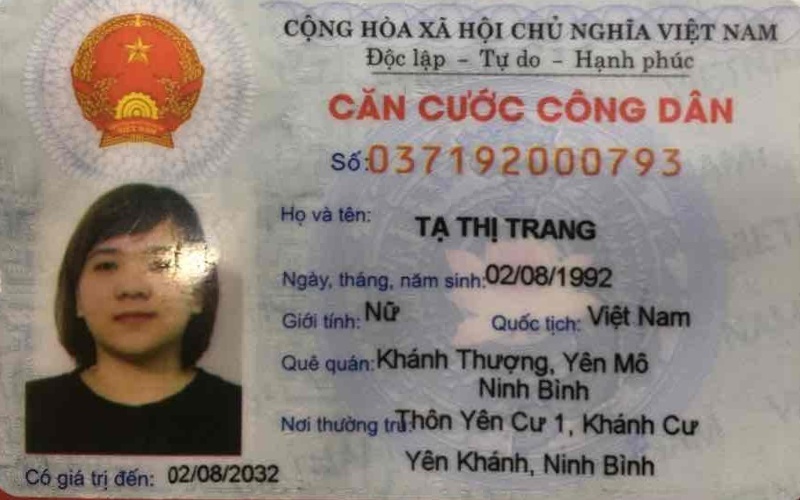 CỘNG HÒA XÃ HỘI CHỦ NGHĨA VIỆT NAM
Độc lập - Tự do - Hạnh phúc
CĂN CƯỚC CÔNG DÂN
Số: 037192000793
Họ và tên: TẠ THỊ TRANG
Ngày, tháng, năm sinh: 02/08/1992
Giới tính: Nữ Quốc tịch: Việt Nam
Quê quán: Khánh Thượng, Yên Mô
Ninh Bình
Nơi thường trú: Thôn Yên Cư 1, Khánh Cư
Yên Khánh, Ninh Bình
Có giá trị đến: 02/08/2032